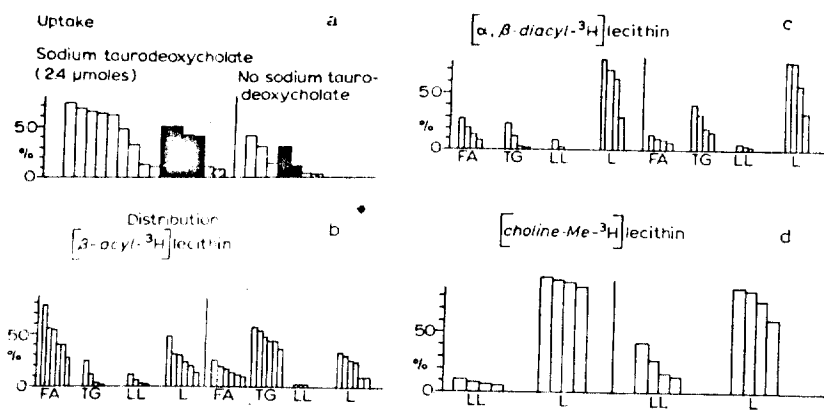 Uptake
a
Sodium taurodeoxycholate
(24 μmoles)
No sodium tauro-
deoxycholate
50
%
0
Distribution
[β-acyl-³H]lecithin
b
50
%
0
FA TG LL L FA TG LL L
[α, β-diacyl-³H]lecithin
c
50
%
0
FA TG LL L FA TG LL L
[choline-Me-³H]lecithin
d
50
%
0
LL L LL L